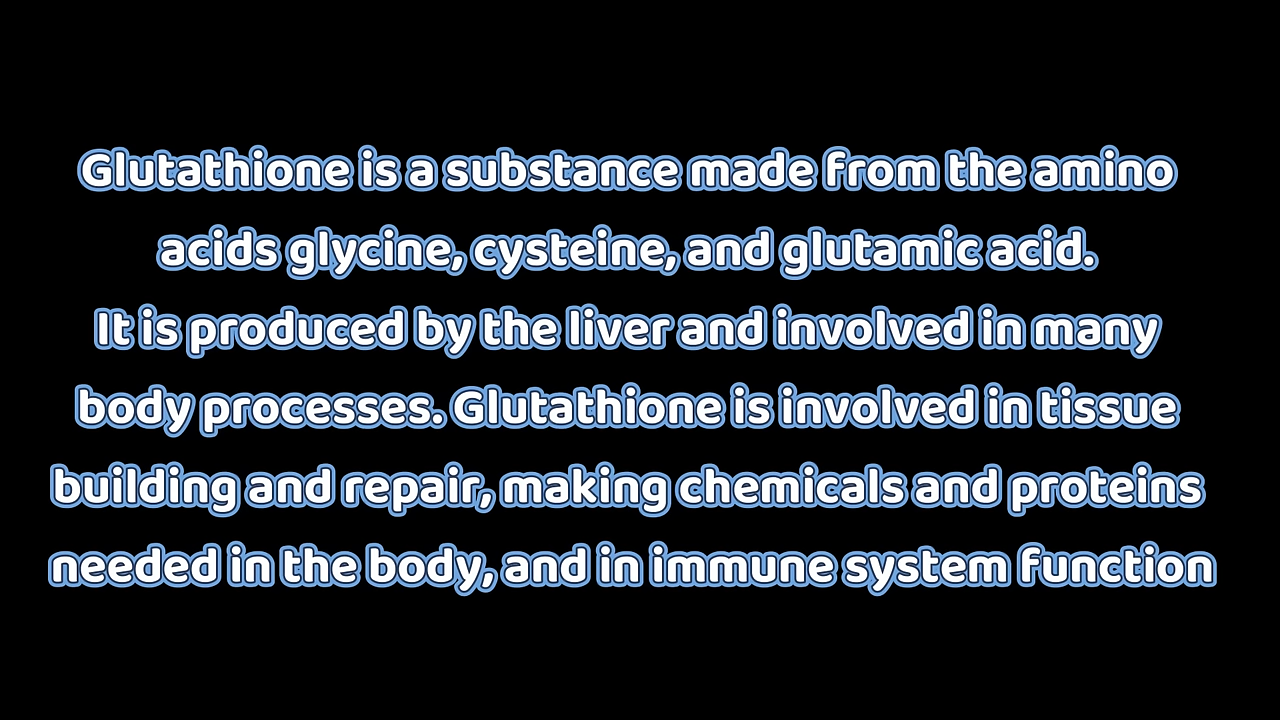 Glutathione is a substance made from the amino
acids glycine, cysteine, and glutamic acid.
It is produced by the liver and involved in many
body processes. Glutathione is involved in tissue
building and repair, making chemicals and proteins
needed in the body, and in immune system function